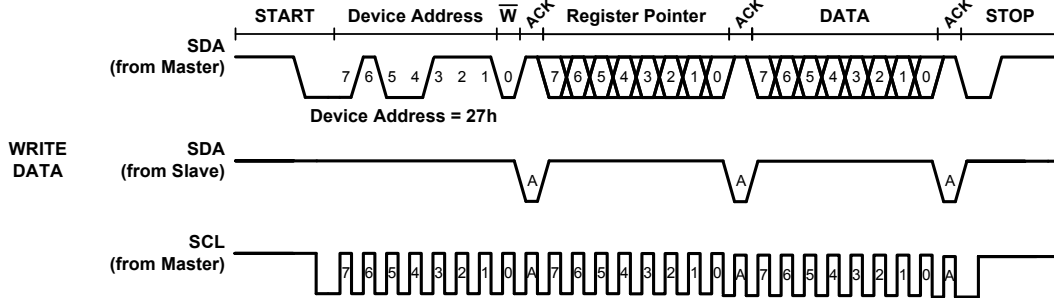 START Device Address W ACK Register Pointer ACK DATA ACK STOP
SDA
(from Master)
7 6 5 4 3 2 1 0 7 6 5 4 3 2 1 0 7 6 5 4 3 2 1 0
Device Address = 27h
WRITE
DATA
SDA
(from Slave)
A A A
SCL
(from Master)
7 6 5 4 3 2 1 0 A 7 6 5 4 3 2 1 0 A 7 6 5 4 3 2 1 0 A